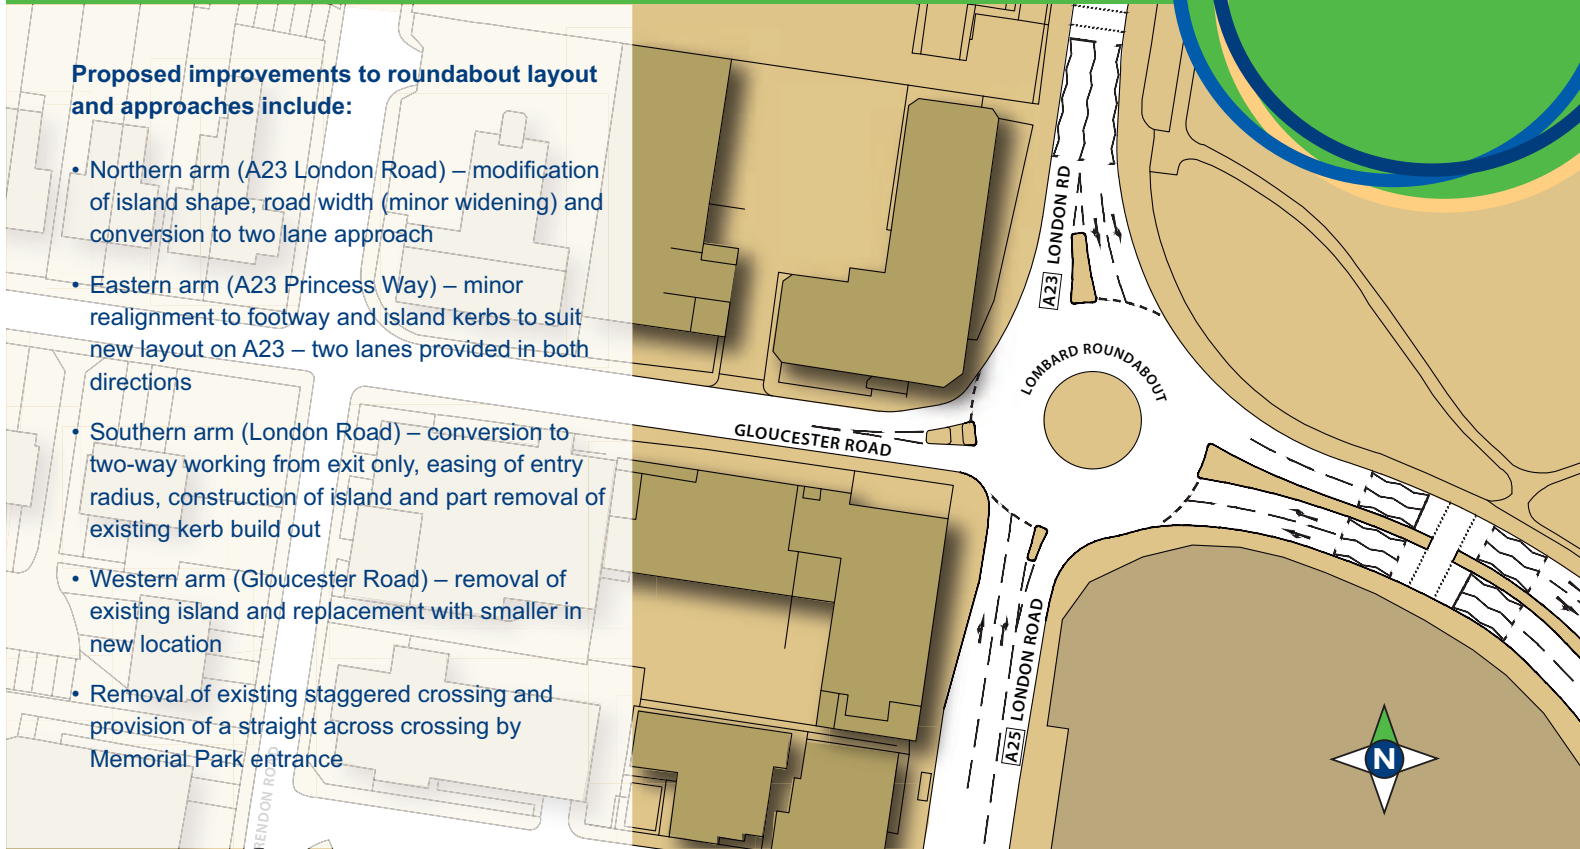 Proposed improvements to roundabout layout
and approaches include:
• Northern arm (A23 London Road) – modification
of island shape, road width (minor widening) and
conversion to two lane approach
• Eastern arm (A23 Princess Way) – minor
realignment to footway and island kerbs to suit
new layout on A23 – two lanes provided in both
directions
• Southern arm (London Road) – conversion to
two-way working from exit only, easing of entry
radius, construction of island and part removal of
existing kerb build out
• Western arm (Gloucester Road) – removal of
existing island and replacement with smaller in
new location
• Removal of existing staggered crossing and
provision of a straight across crossing by
Memorial Park entrance
RENDON ROAD
A23 LONDON RD
LOMBARD ROUNDABOUT
GLOUCESTER ROAD
A25 LONDON ROAD
N